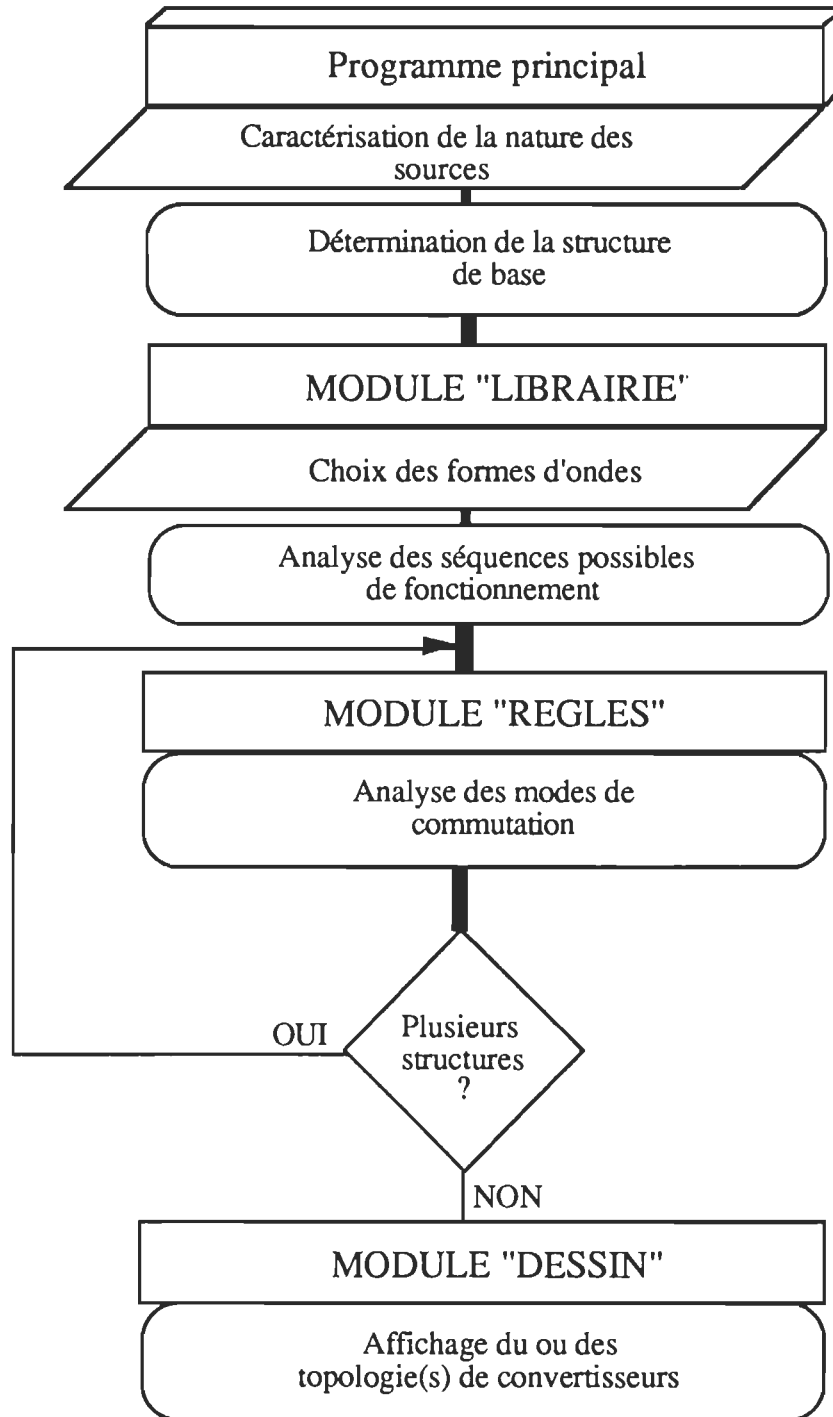 Programme principal
Caractérisation de la nature des
sources
Détermination de la structure
de base
MODULE "LIBRAIRIE"
Choix des formes d'ondes
Analyse des séquences possibles
de fonctionnement
MODULE "REGLES"
Analyse des modes de
commutation
OUI
Plusieurs
structures
?
NON
MODULE "DESSIN"
Affichage du ou des
topologie(s) de convertisseurs